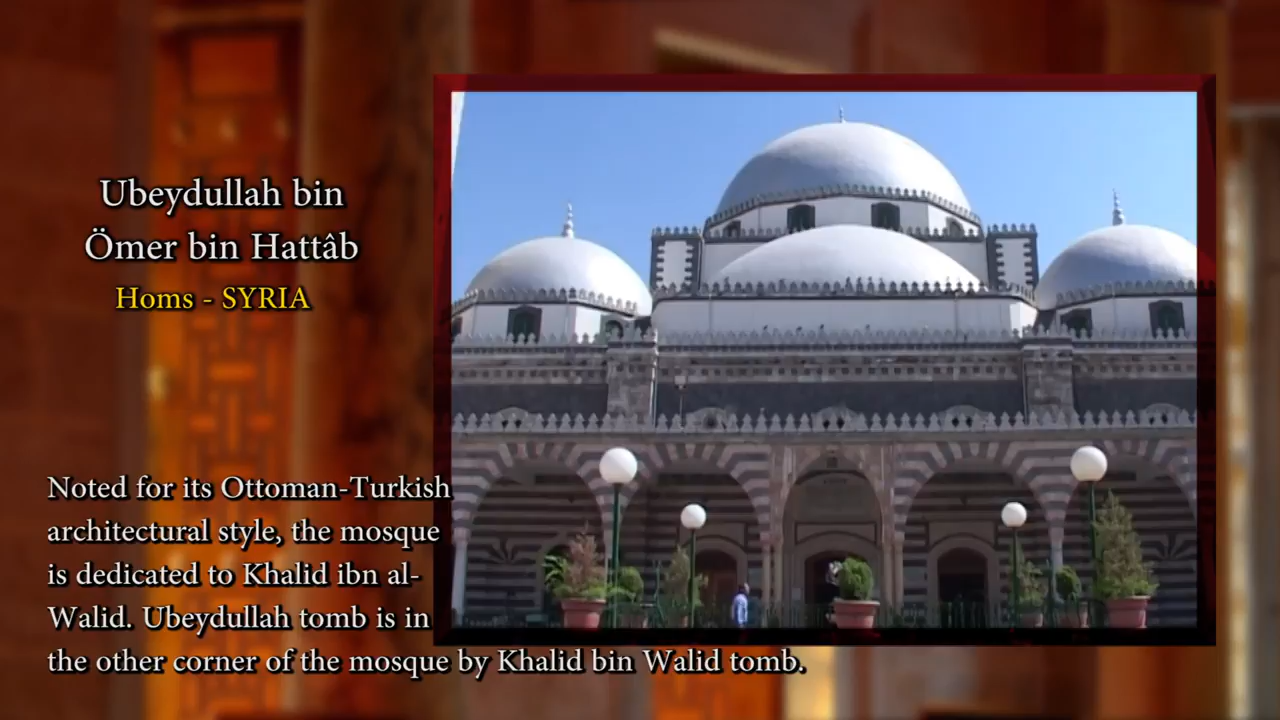 Ubeydullah bin
Ömer bin Hattâb
Homs - SYRIA
Noted for its Ottoman-Turkish
architectural style, the mosque
is dedicated to Khalid ibn al-
Walid. Ubeydullah tomb is in
the other corner of the mosque by Khalid bin Walid tomb.